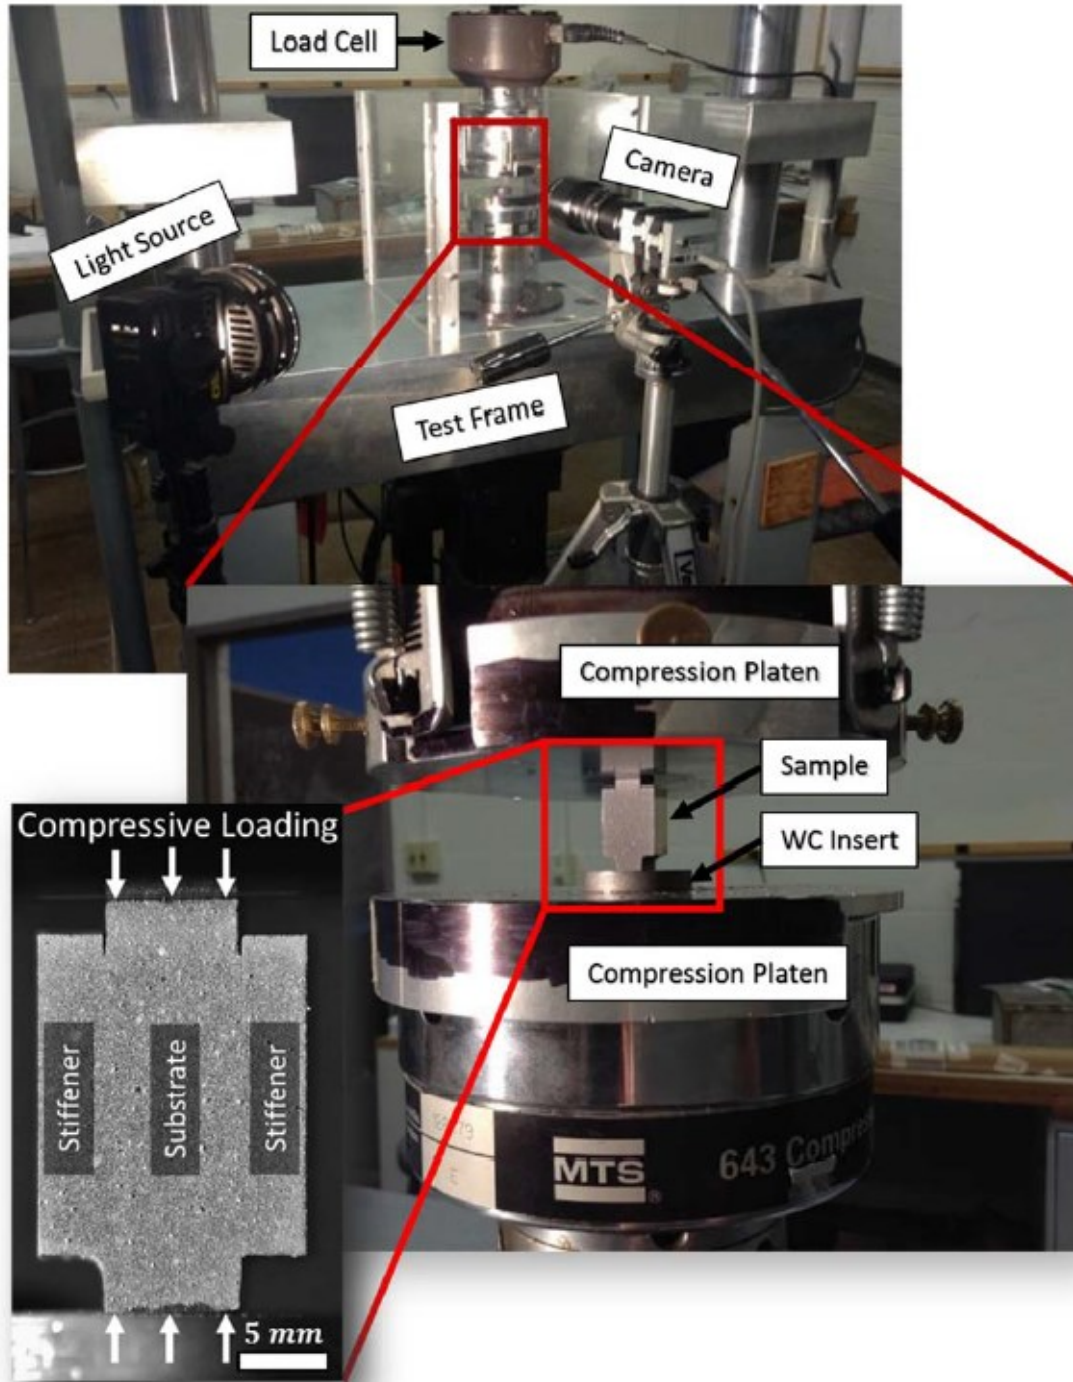 Load Cell
Camera
Light Source
Test Frame
Compression Platen
Sample
WC Insert
Compression Platen
Compressive Loading
Stiffener
Substrate
Stiffener
5 mm
MTS
®
643 Compres